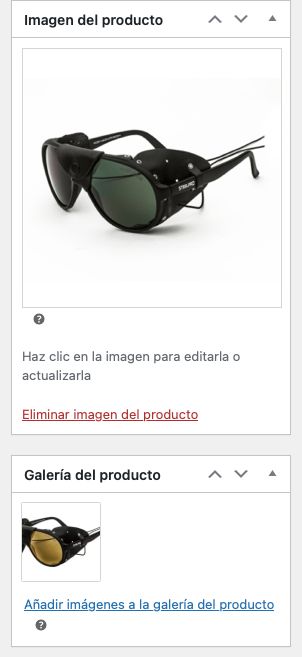 Imagen del producto
Haz clic en la imagen para editarla o
actualizarla
Eliminar imagen del producto
Galería del producto
Añadir imágenes a la galería del producto